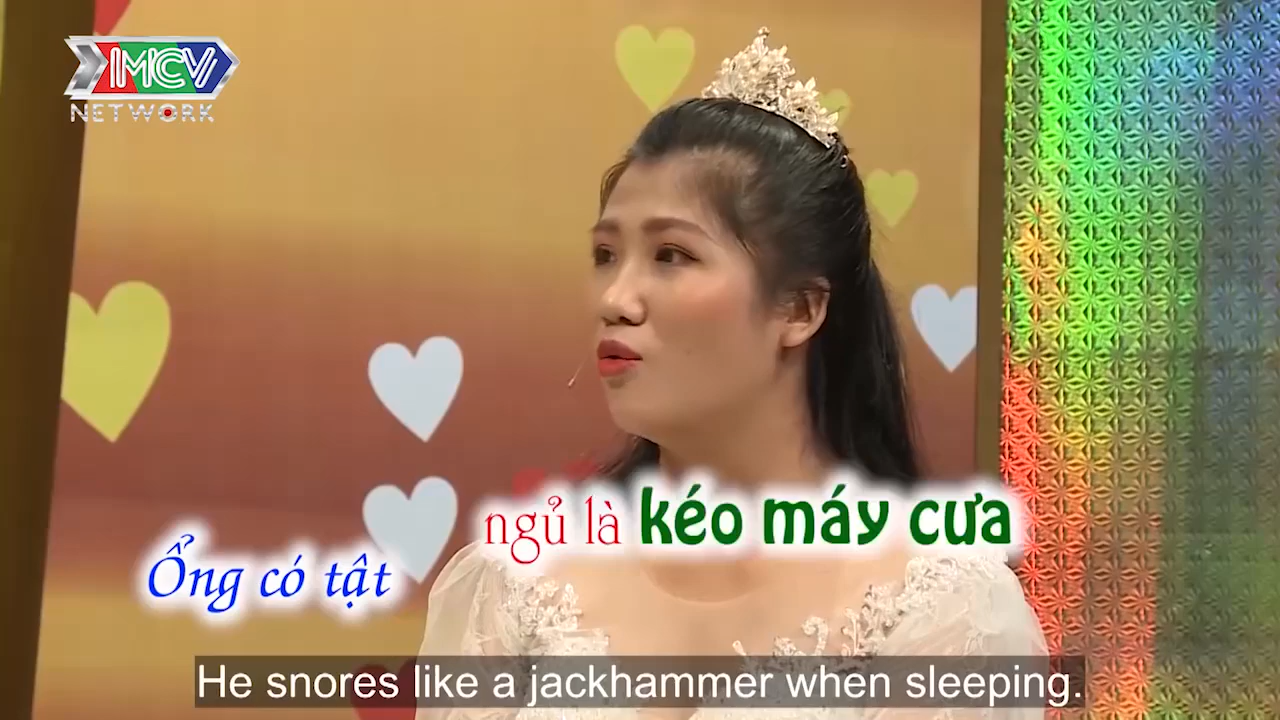 MCV
NETWORK
Ổng có tật
ngủ là kéo máy cưa
He snores like a jackhammer when sleeping.